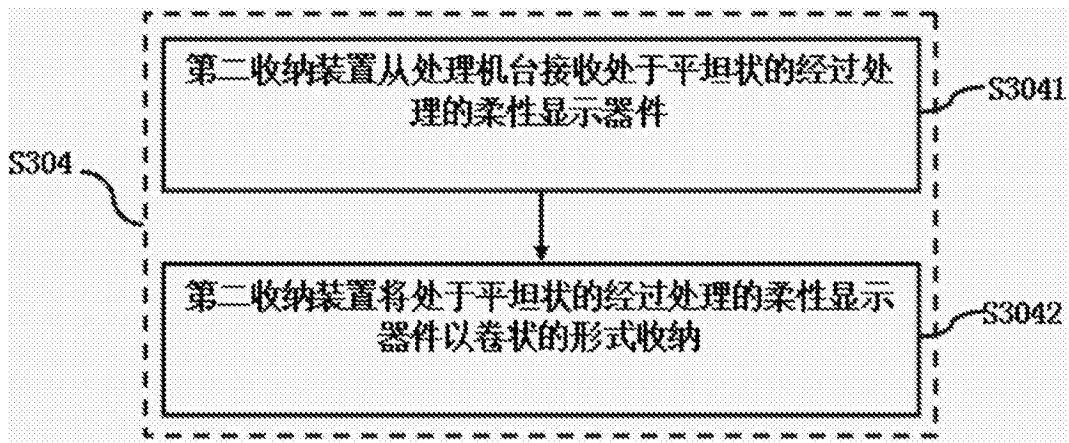 第二收纳装置从处理机台接收处于平坦状的经过处
理的柔性显示器件
S3041
S304
第二收纳装置将处于平坦状的经过处理的柔性显示
器件以卷状的形式收纳
S3042